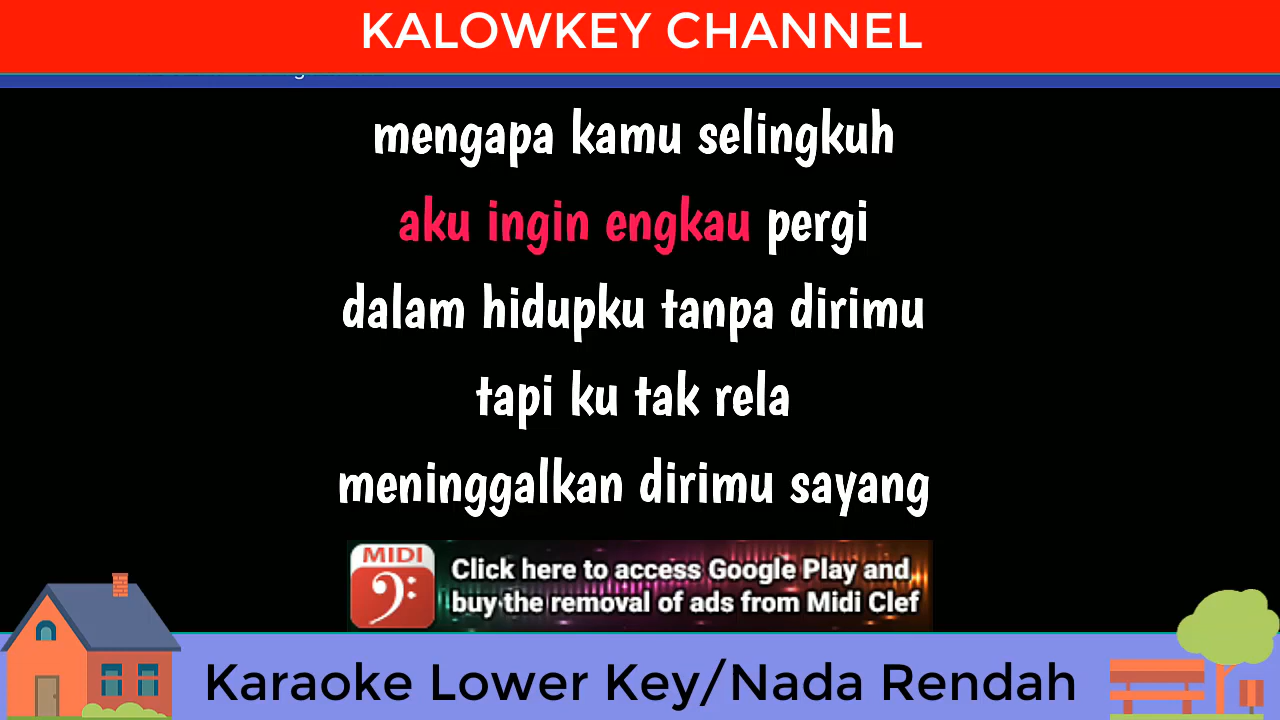 KALOWKEY CHANNEL
mengapa kamu selingkuh
aku ingin engkau pergi
dalam hidupku tanpa dirimu
tapi ku tak rela
meninggalkan dirimu sayang
MIDI
Click here to access Google Play and
buy the removal of ads from Midi Clef
Karaoke Lower Key/Nada Rendah